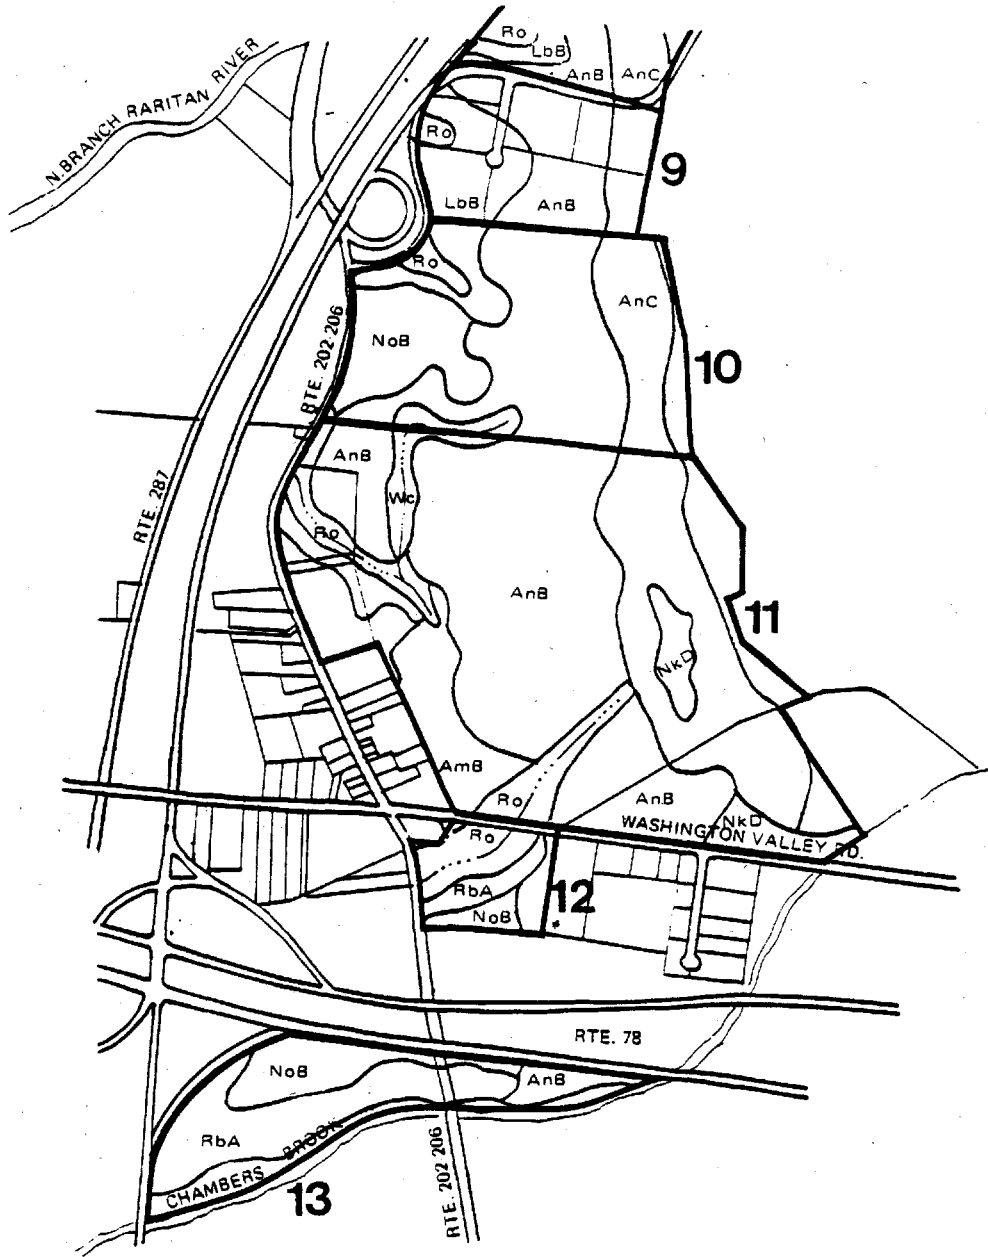 Ro
LbB
AnB
AnC
N. BRANCH RARITAN RIVER
Ro
9
LbB
AnB
Ro
AnC
RTE. 202 206
NoB
10
AnB
RTE. 287
Wc
Ro
AnB
11
NkD
AmB
Ro
AnB
NkD
WASHINGTON VALLEY RD.
Ro
RbA
12
NoB
RTE. 78
NoB
AnB
RbA
CHAMBERS BROOK
13
RTE. 202 206